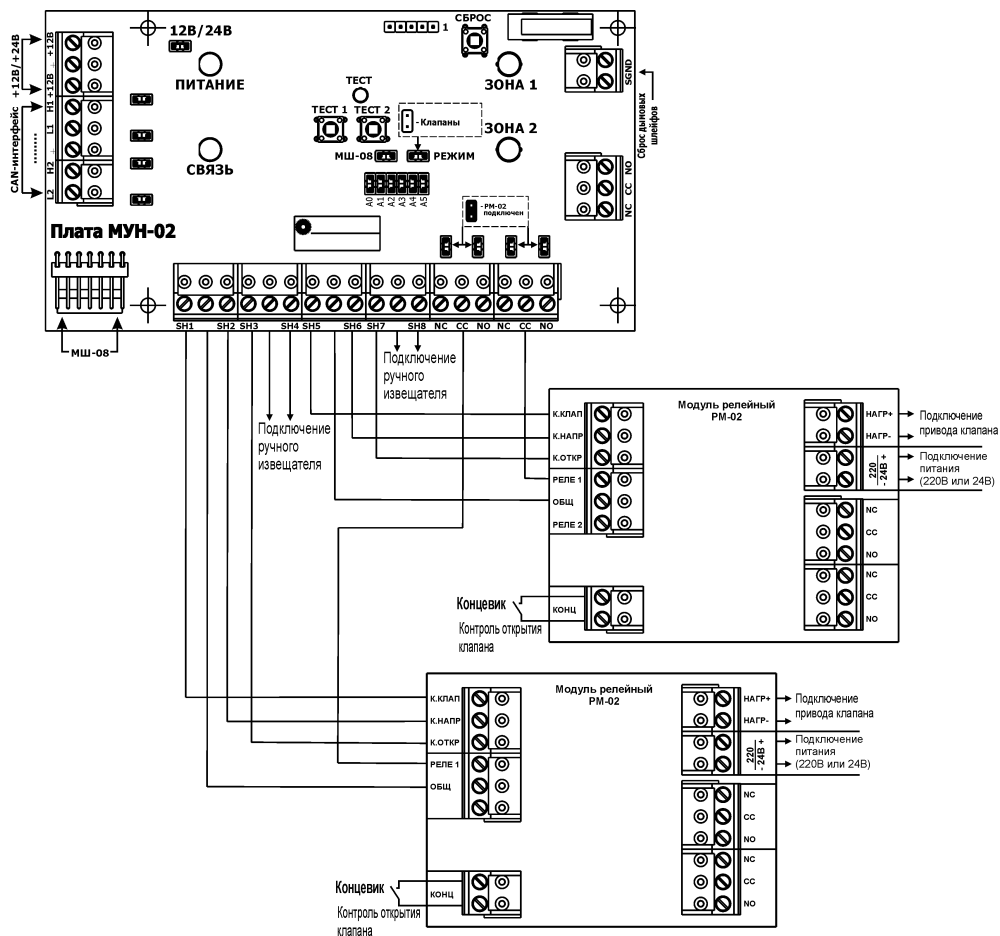 +12В/+24В
+12В
⊥
+12В
+12В/24В
ПИТАНИЕ
1
СБРОС
ЗОНА 1
SGND
Сброс дымовых
шлейфов
ТЕСТ
ТЕСТ 1
ТЕСТ 2
- Клапаны
ЗОНА 2
CAN-интерфейс
H1
L1
⊥
H2
L2
СВЯЗЬ
МШ-08
РЕЖИМ
A0
A1
A2
A3
A4
A5
- РМ-02
подключен
NO
CC
NC
Плата МУН-02
МШ-08
SH1
SH2
SH3
SH4
SH5
SH6
SH7
SH8
NC
CC
NO
NC
CC
NO
Подключение
ручного
извещателя
Подключение
ручного
извещателя
Модуль релейный
РМ-02
К.КЛАП
К.НАПР
К.ОТКР
РЕЛЕ 1
ОБЩ
РЕЛЕ 2
КОНЦ
НАГР+
НАГР-
220
- 24В +
NC
CC
NO
NC
CC
NO
Подключение
привода клапана
Подключение
питания
(220В или 24В)
Концевик
Контроль открытия
клапана
Модуль релейный
РМ-02
К.КЛАП
К.НАПР
К.ОТКР
РЕЛЕ 1
ОБЩ
КОНЦ
НАГР+
НАГР-
220
- 24В +
NC
CC
NO
NC
CC
NO
Подключение
привода клапана
Подключение
питания
(220В или 24В)
Концевик
Контроль открытия
клапана